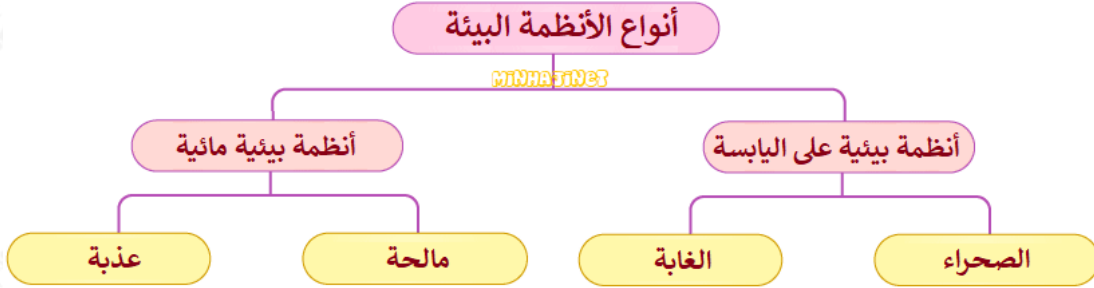 أنواع الأنظمة البيئة
MiNHAJiNET
أنظمة بيئية على اليابسة
أنظمة بيئية مائية
الصحراء
الغابة
مالحة
عذبة